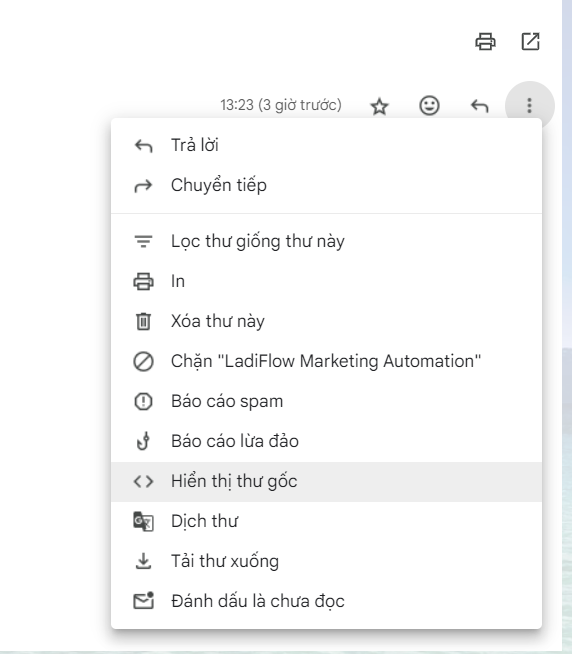 13:23 (3 giờ trước)
Trả lời
Chuyển tiếp
Lọc thư giống thư này
In
Xóa thư này
Chặn "LadiFlow Marketing Automation"
Báo cáo spam
Báo cáo lừa đảo
Hiển thị thư gốc
Dịch thư
Tải thư xuống
Đánh dấu là chưa đọc